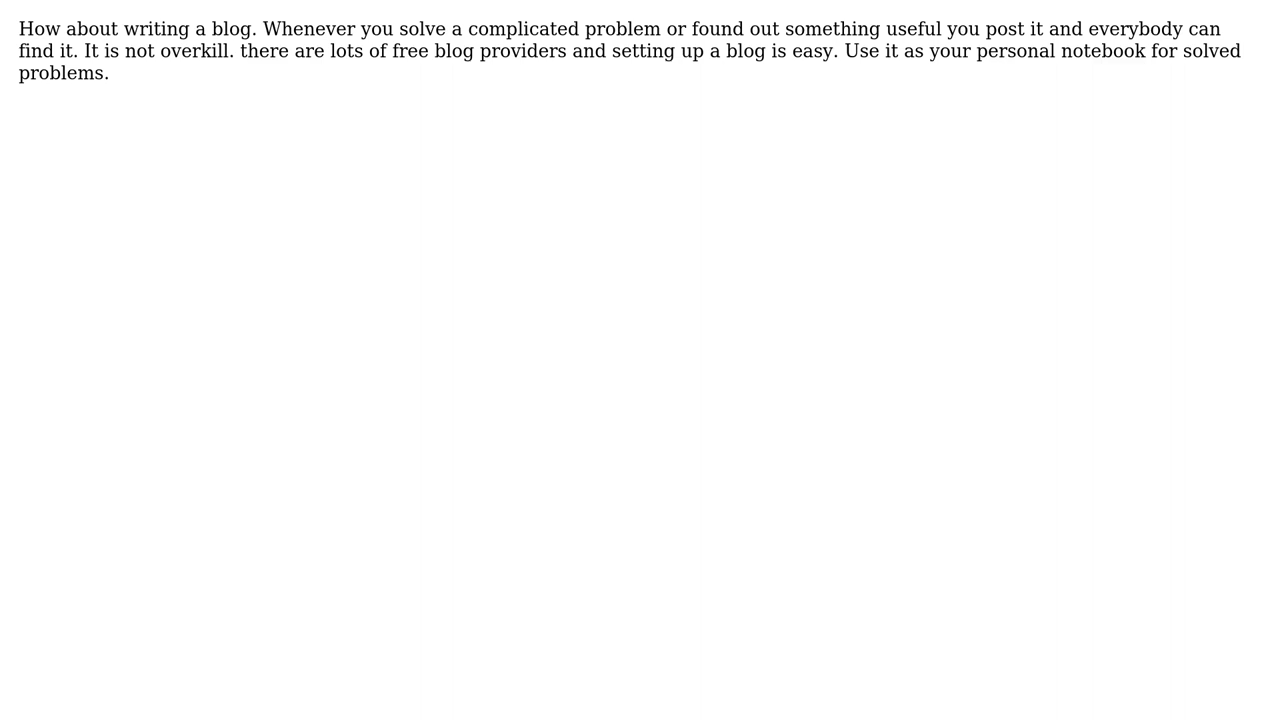 How about writing a blog. Whenever you solve a complicated problem or found out something useful you post it and everybody can
find it. It is not overkill. there are lots of free blog providers and setting up a blog is easy. Use it as your personal notebook for solved
problems.